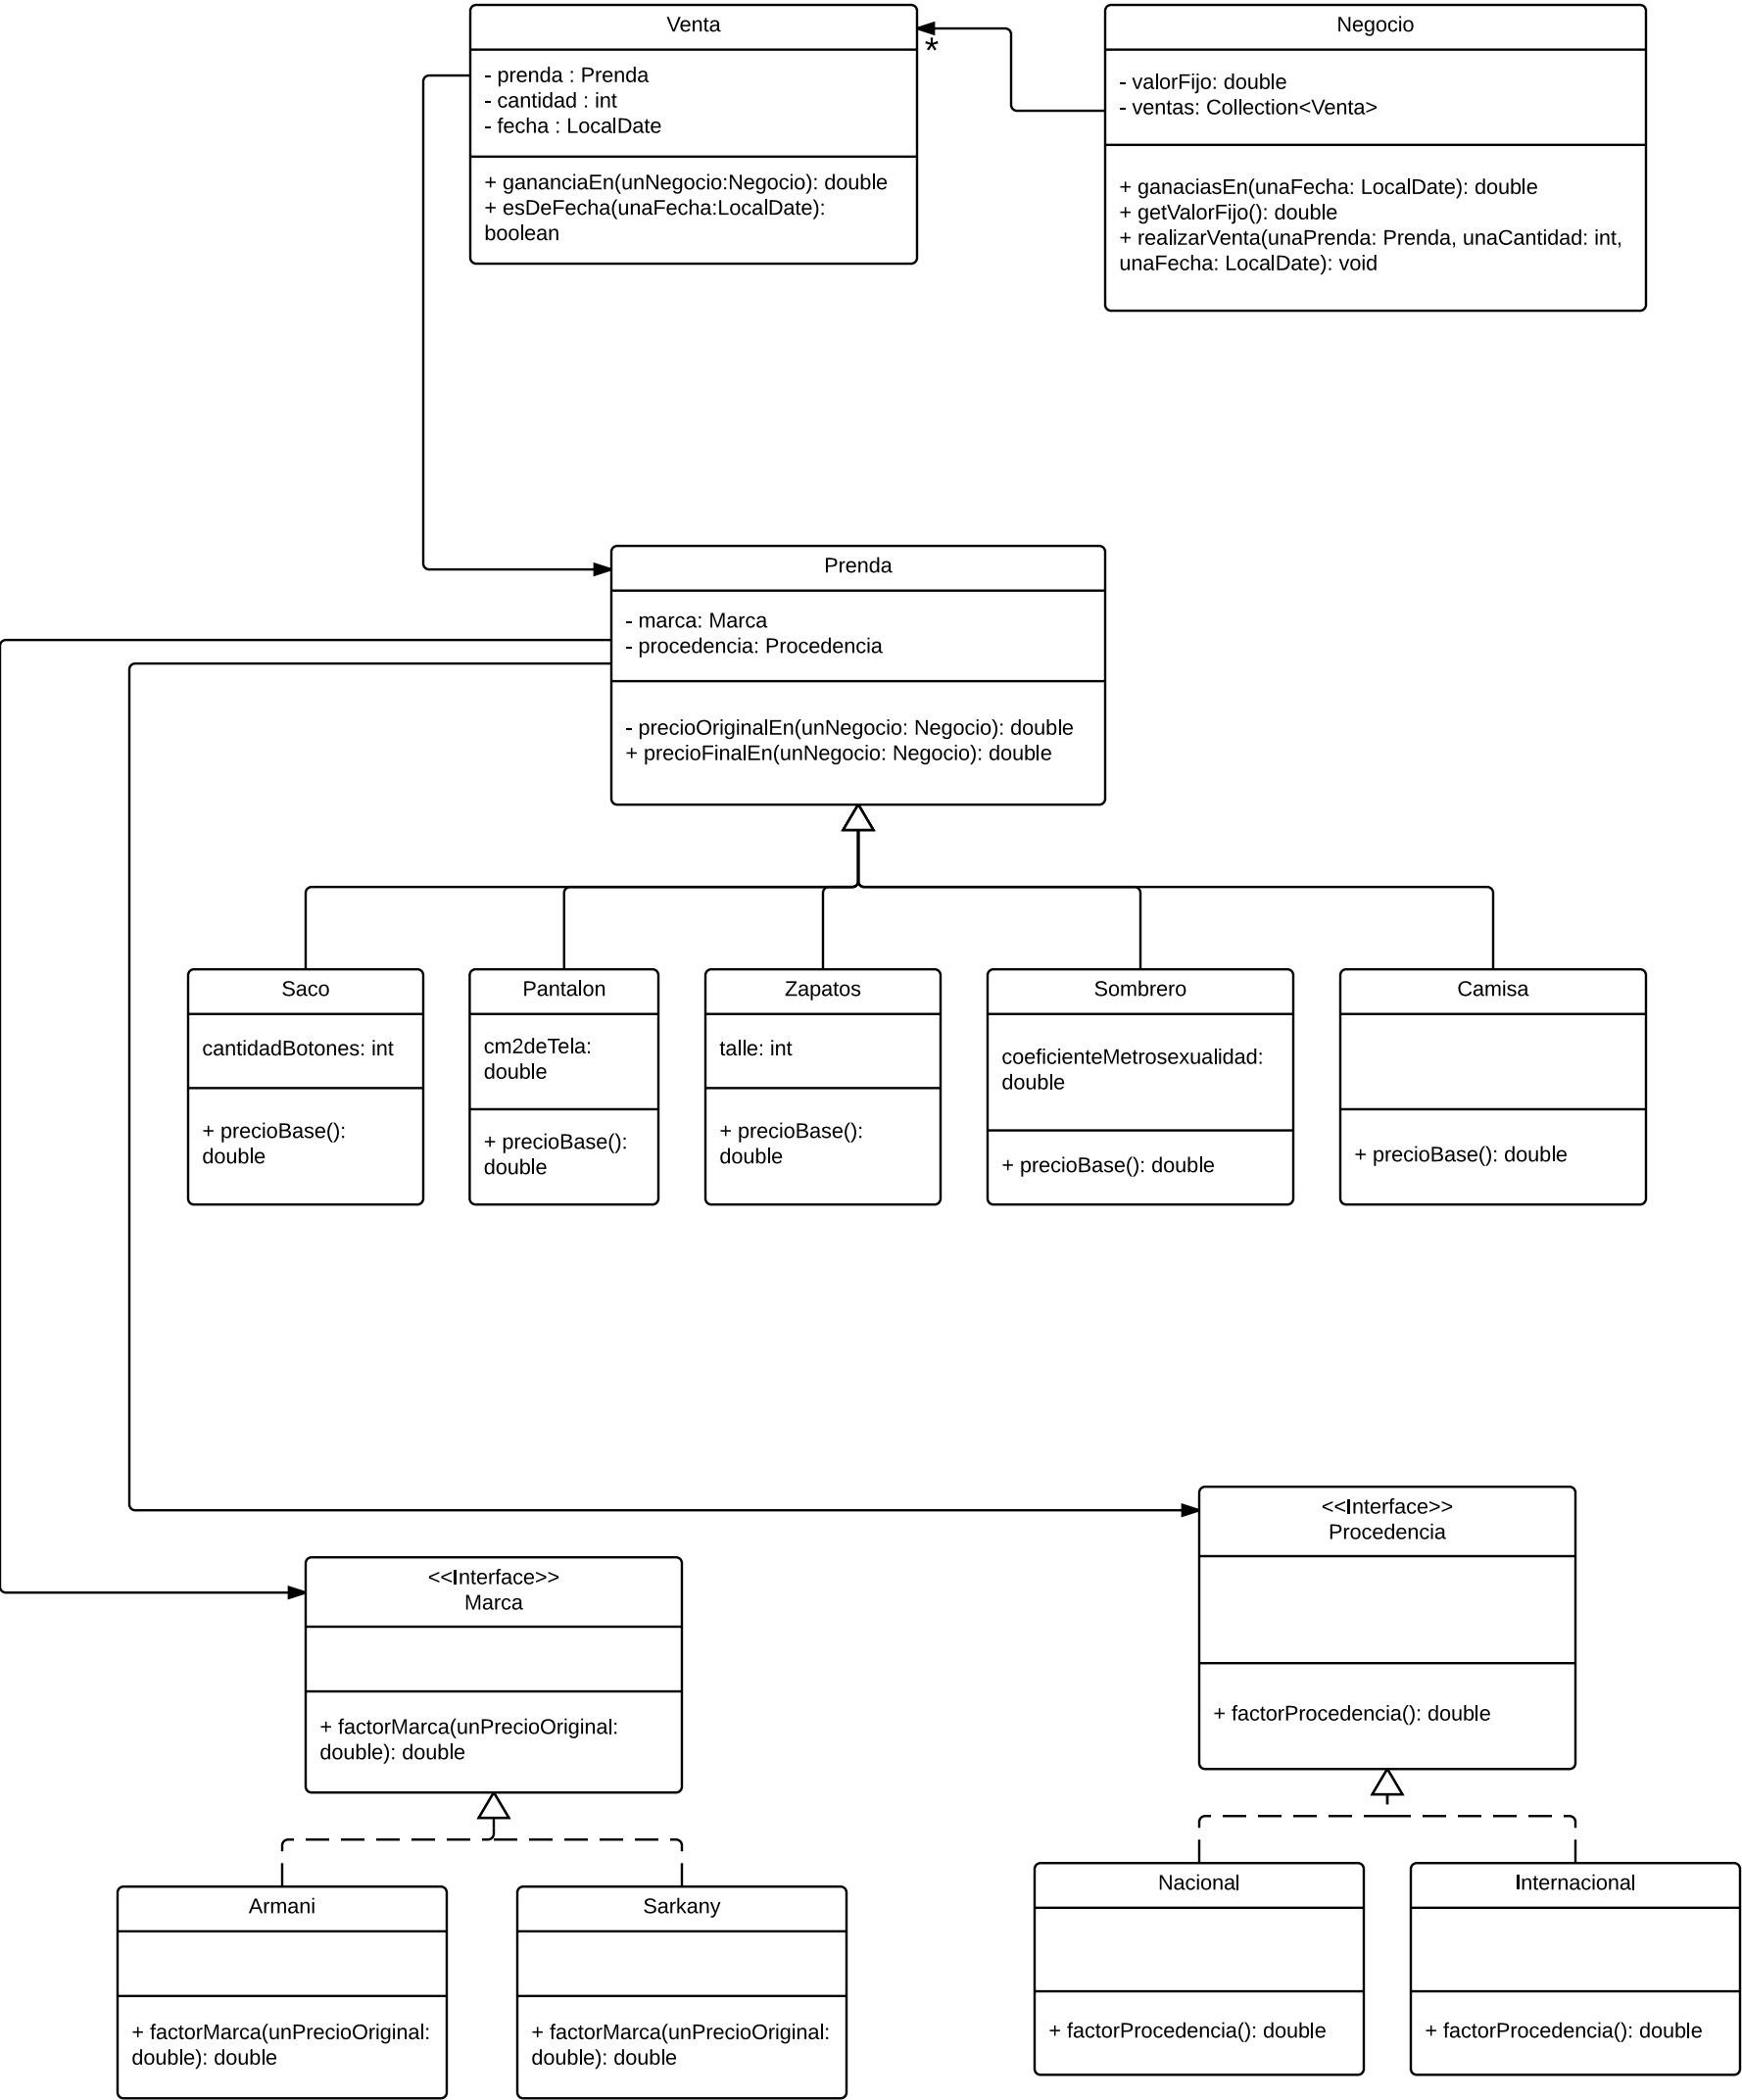 Venta
- prenda : Prenda
- cantidad : int
- fecha : LocalDate
+ gananciaEn(unNegocio:Negocio): double
+ esDeFecha(unaFecha:LocalDate):
boolean
*
Negocio
- valorFijo: double
- ventas: Collection<Venta>
+ ganaciasEn(unaFecha: LocalDate): double
+ getValorFijo(): double
+ realizarVenta(unaPrenda: Prenda, unaCantidad: int,
unaFecha: LocalDate): void
Prenda
- marca: Marca
- procedencia: Procedencia
- precioOriginalEn(unNegocio: Negocio): double
+ precioFinalEn(unNegocio: Negocio): double
Saco
cantidadBotones: int
+ precioBase():
double
Pantalon
cm2deTela:
double
+ precioBase():
double
Zapatos
talle: int
+ precioBase():
double
Sombrero
coeficienteMetrosexualidad:
double
+ precioBase(): double
Camisa
+ precioBase(): double
<<Interface>>
Procedencia
+ factorProcedencia(): double
<<Interface>>
Marca
+ factorMarca(unPrecioOriginal:
double): double
Armani
+ factorMarca(unPrecioOriginal:
double): double
Sarkany
+ factorMarca(unPrecioOriginal:
double): double
Nacional
+ factorProcedencia(): double
Internacional
+ factorProcedencia(): double